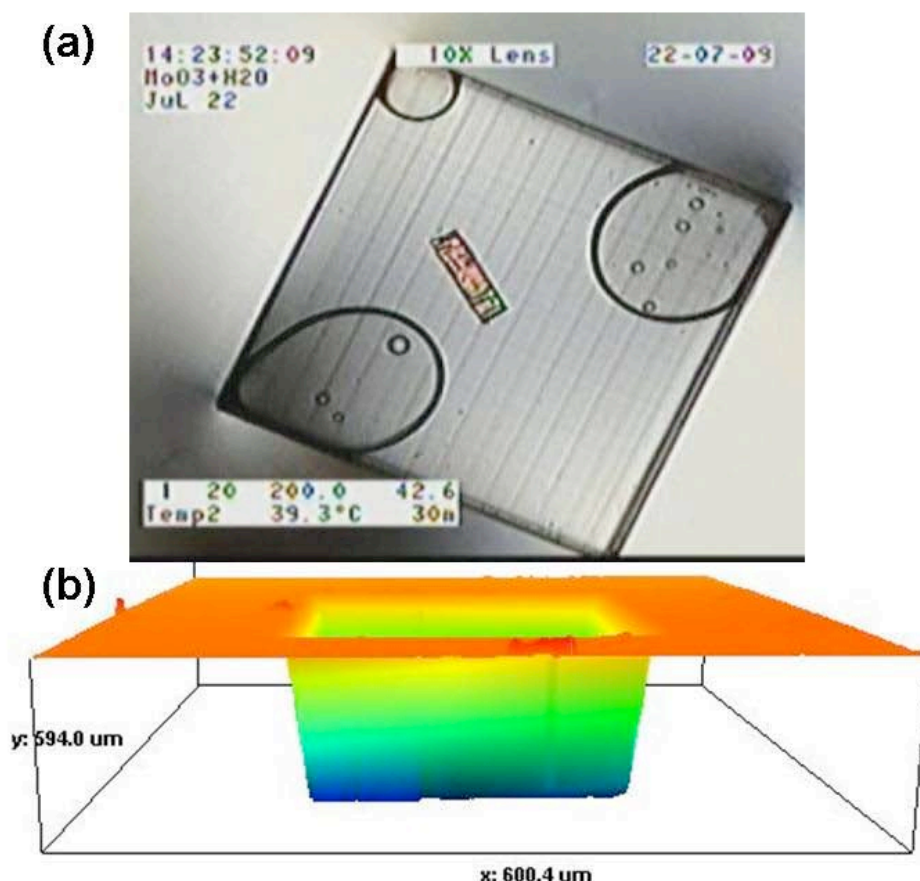 (a)
14:23:52:09
10X Lens
22-07-09
MoO3+H2O
JuL 22
1 20 200.0 42.6
Temp2 39.3°C 30m
(b)
y: 594.0 um
x: 600.4 um